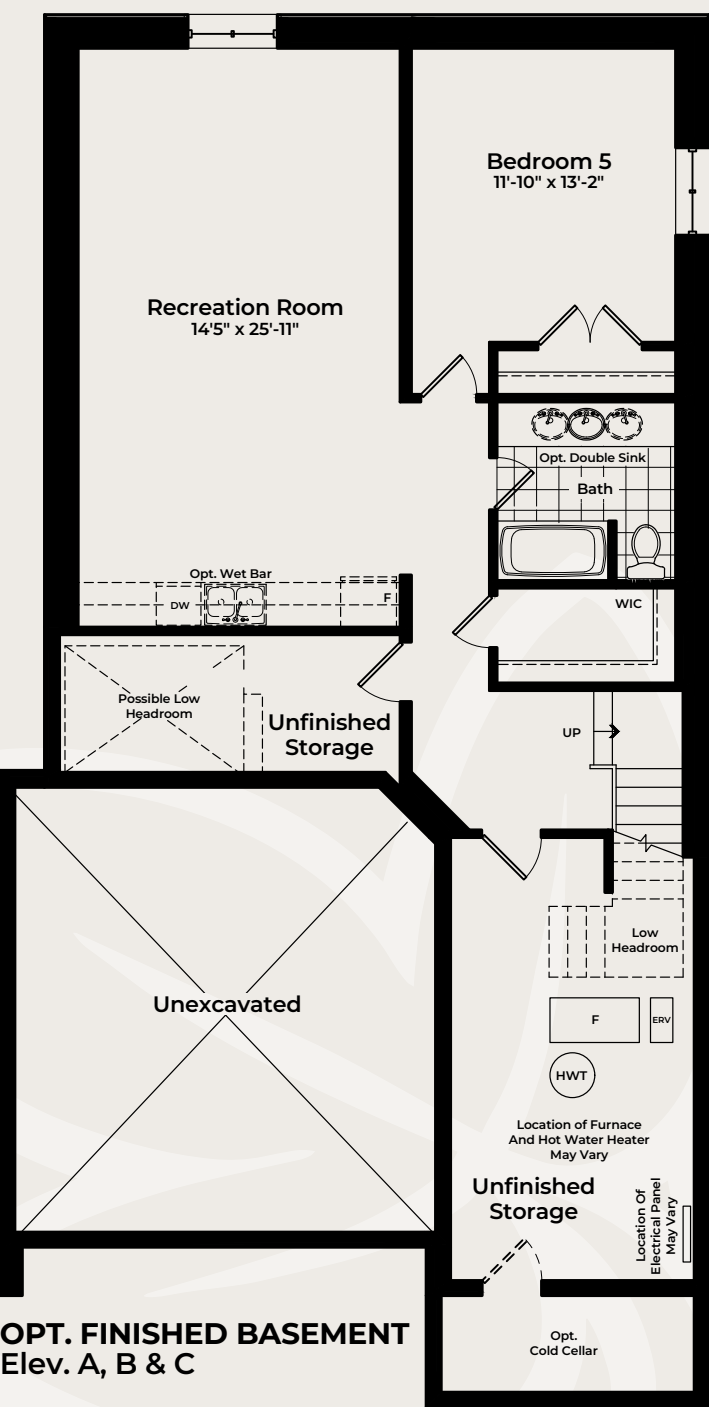 Bedroom 5
11'-10" x 13'-2"
Recreation Room
14'5" x 25'-11"
Opt. Double Sink
Bath
Opt. Wet Bar
DW
F
WIC
Possible Low
Headroom
Unfinished
Storage
UP
Low
Headroom
Unexcavated
F
ERV
HWT
Location of Furnace
And Hot Water Heater
May Vary
Unfinished
Storage
Location Of
Electrical Panel
May Vary
OPT. FINISHED BASEMENT
Elev. A, B & C
Opt.
Cold Cellar